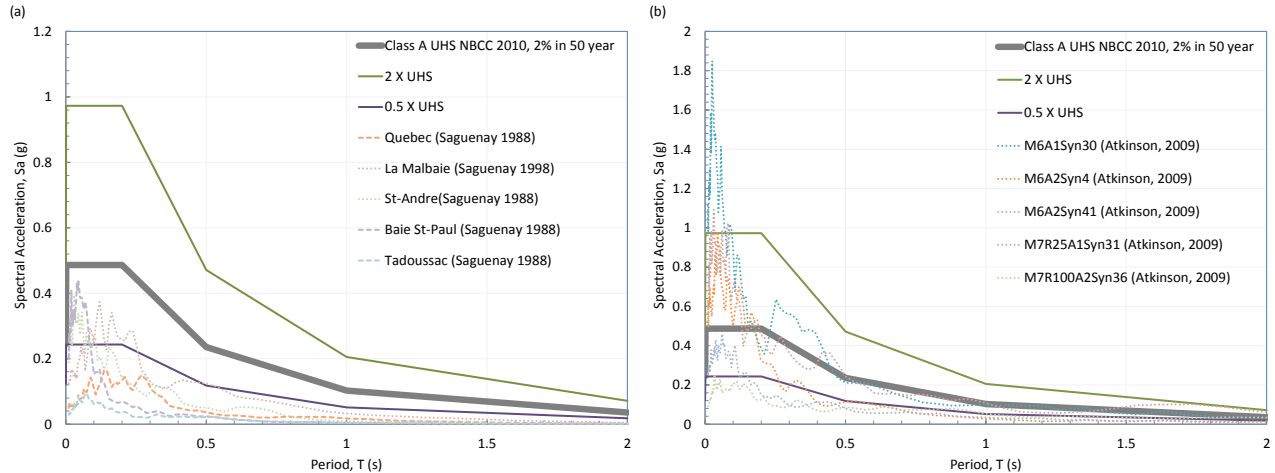 (a)
1.2
1
0.8
0.6
0.4
0.2
0
Spectral Acceleration, Sa (g)
Class A UHS NBCC 2010, 2% in 50 year
2 X UHS
0.5 X UHS
Quebec (Saguenay 1988)
La Malbaie (Saguenay 1998)
St-Andre(Saguenay 1988)
Baie St-Paul (Saguenay 1988)
Tadoussac (Saguenay 1988)
0 0.5 1 1.5 2
Period, T (s)
(b)
2
1.8
1.6
1.4
1.2
1
0.8
0.6
0.4
0.2
0
Spectral Acceleration, Sa (g)
Class A UHS NBCC 2010, 2% in 50 year
2 X UHS
0.5 X UHS
M6A1Syn30 (Atkinson, 2009)
M6A2Syn4 (Atkinson, 2009)
M6A2Syn41 (Atkinson, 2009)
M7R25A1Syn31 (Atkinson, 2009)
M7R100A2Syn36 (Atkinson, 2009)
0 0.5 1 1.5 2
Period, T (s)